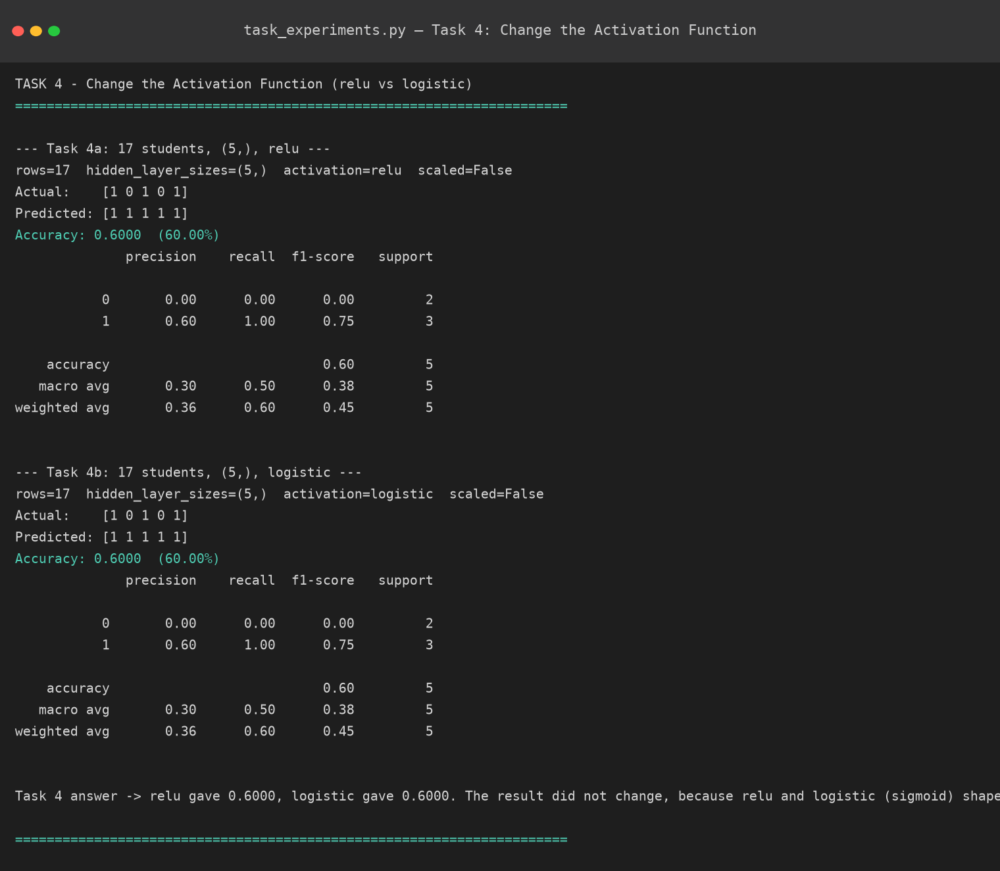 task_experiments.py — Task 4: Change the Activation Function
TASK 4 - Change the Activation Function (relu vs logistic)
======================================================================
--- Task 4a: 17 students, (5,), relu ---
rows=17  hidden_layer_sizes=(5,)  activation=relu  scaled=False
Actual:    [1 0 1 0 1]
Predicted: [1 1 1 1 1]
Accuracy: 0.6000  (60.00%)
              precision    recall  f1-score   support
           0       0.00      0.00      0.00         2
           1       0.60      1.00      0.75         3
    accuracy                           0.60         5
   macro avg       0.30      0.50      0.38         5
weighted avg       0.36      0.60      0.45         5
--- Task 4b: 17 students, (5,), logistic ---
rows=17  hidden_layer_sizes=(5,)  activation=logistic  scaled=False
Actual:    [1 0 1 0 1]
Predicted: [1 1 1 1 1]
Accuracy: 0.6000  (60.00%)
              precision    recall  f1-score   support
           0       0.00      0.00      0.00         2
           1       0.60      1.00      0.75         3
    accuracy                           0.60         5
   macro avg       0.30      0.50      0.38         5
weighted avg       0.36      0.60      0.45         5
Task 4 answer -> relu gave 0.6000, logistic gave 0.6000. The result did not change, because relu and logistic (sigmoid) shape
======================================================================